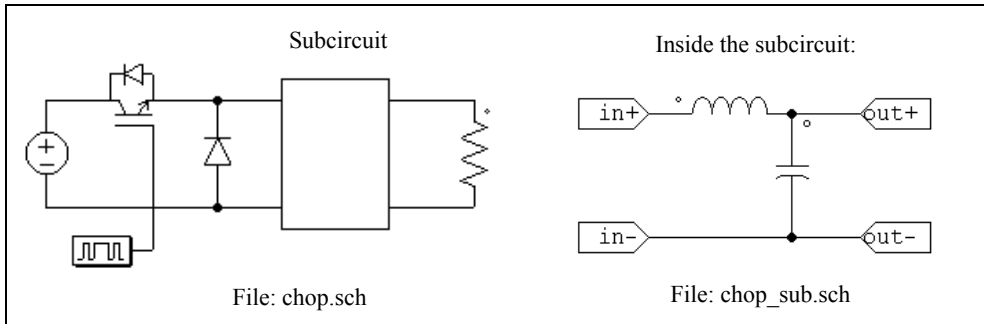 Subcircuit
Inside the subcircuit:
in+
out+
in-
out-
File: chop.sch
File: chop_sub.sch